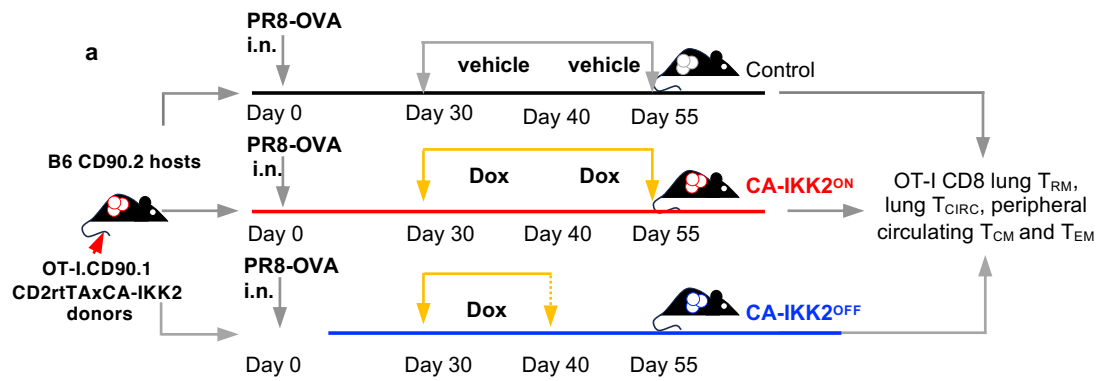 a
PR8-OVA
i.n.
vehicle vehicle
Control
Day 0 Day 30 Day 40 Day 55
B6 CD90.2 hosts
PR8-OVA
i.n.
Dox Dox
CA-IKK2ON
Day 0 Day 30 Day 40 Day 55
OT-I.CD90.1
CD2rtTAxCA-IKK2
donors
PR8-OVA
i.n.
Dox
CA-IKK2OFF
Day 0 Day 30 Day 40 Day 55
OT-I CD8 lung TRM,
lung TCIRC, peripheral
circulating TCM and TEM